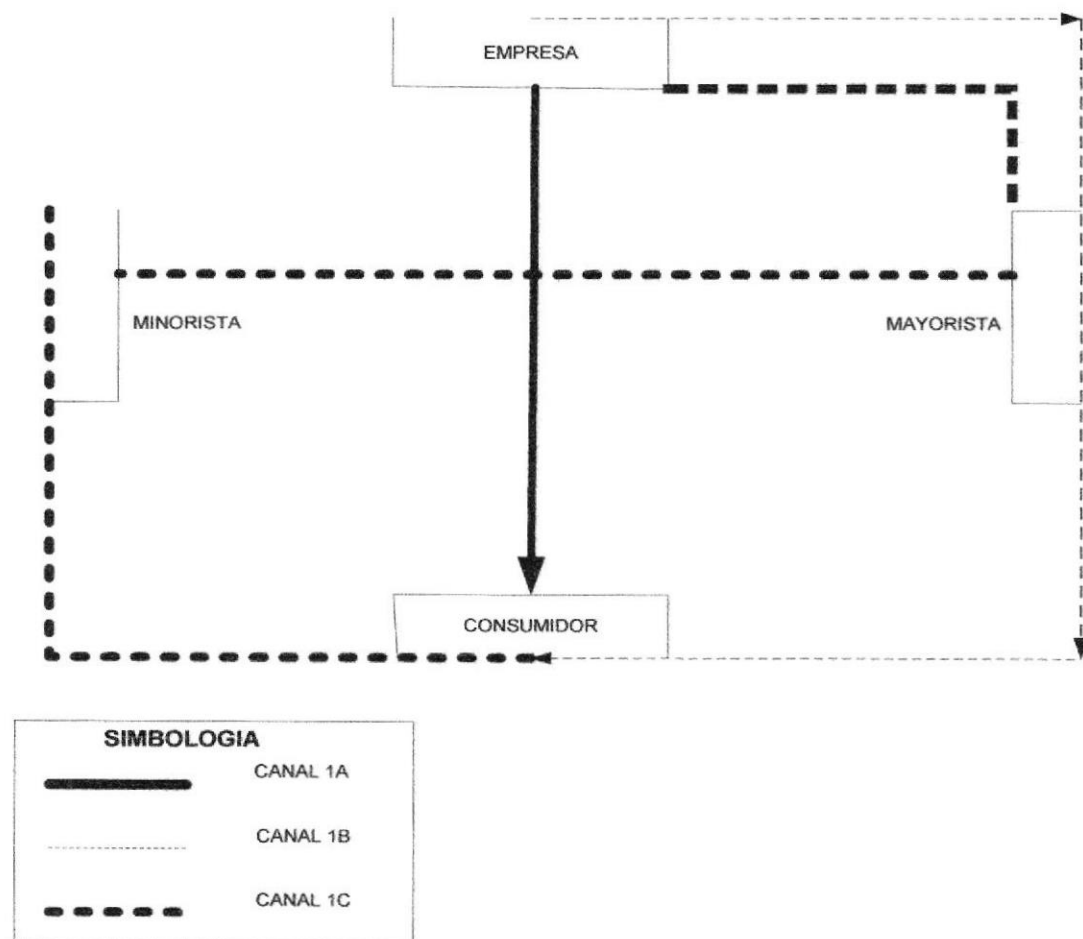 EMPRESA
MINORISTA
MAYORISTA
CONSUMIDOR
SIMBOLOGIA
CANAL 1A
CANAL 1B
CANAL 1C